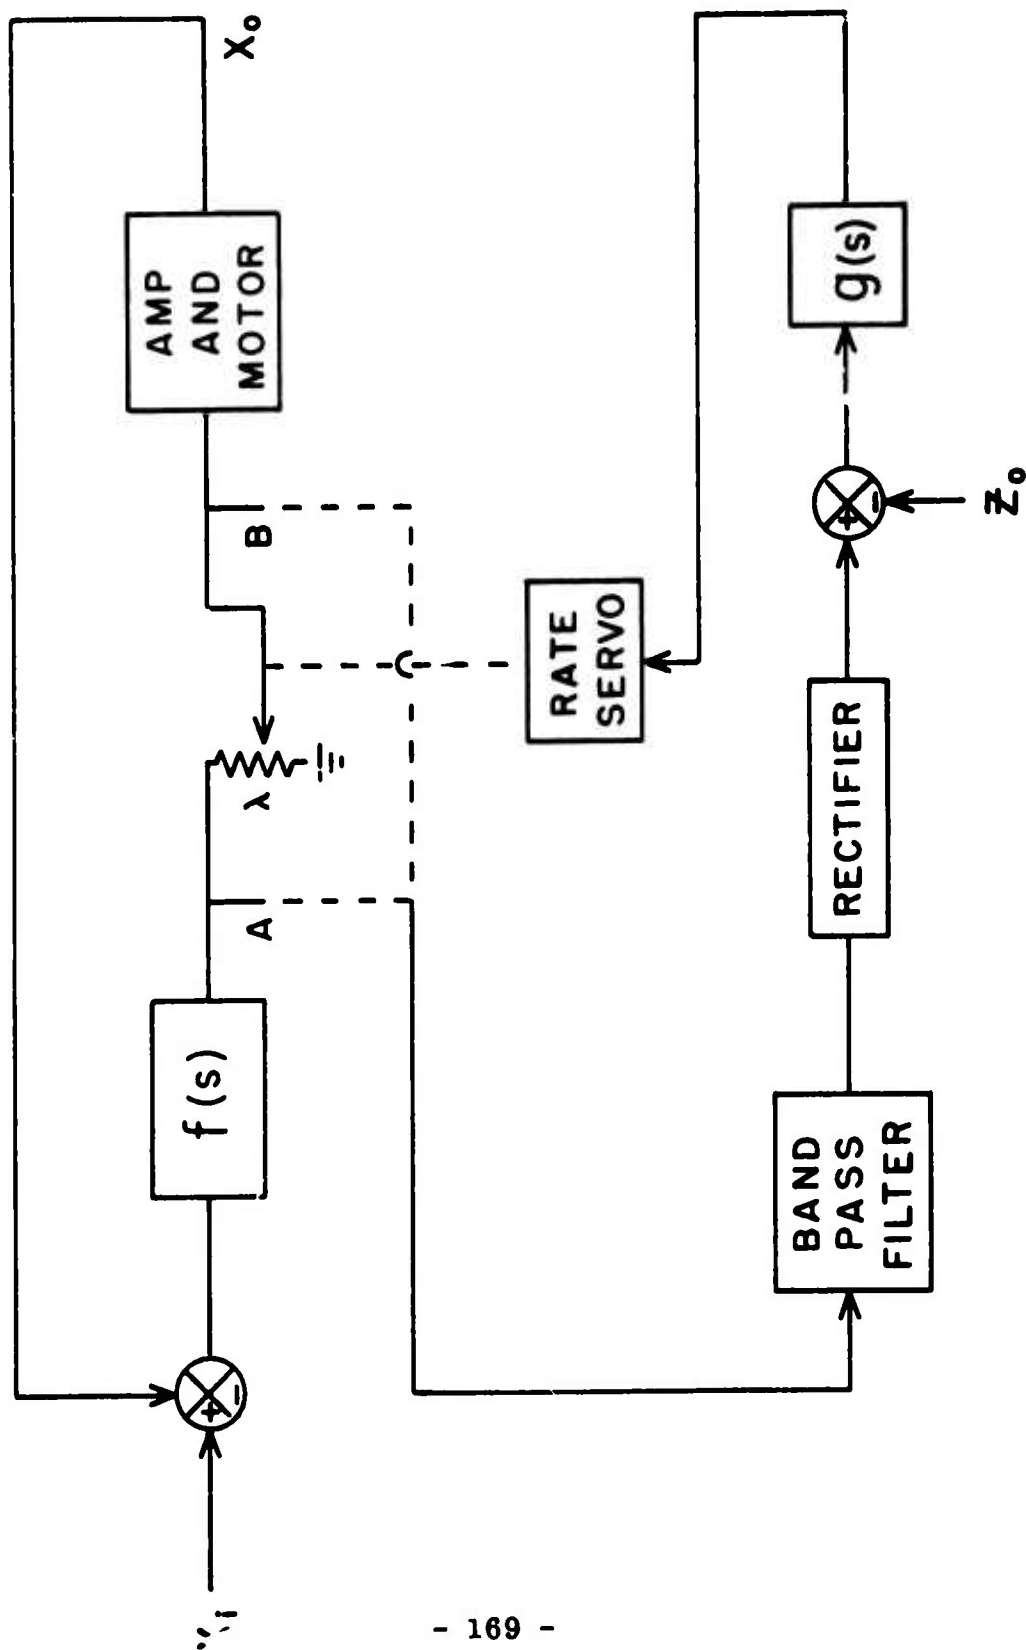 X₀
AMP
AND
MOTOR
B
λ
A
f(s)
+
−
RATE
SERVO
g(s)
+
−
Z₀
RECTIFIER
BAND
PASS
FILTER
- 169 -